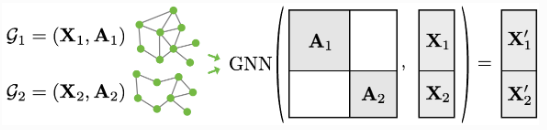 𝒢₁ = (𝐗₁, 𝐀₁)
𝒢₂ = (𝐗₂, 𝐀₂)
GNN( 𝐀₁ 𝐀₂ , 𝐗₁ 𝐗₂ ) = 𝐗₁′ 𝐗₂′